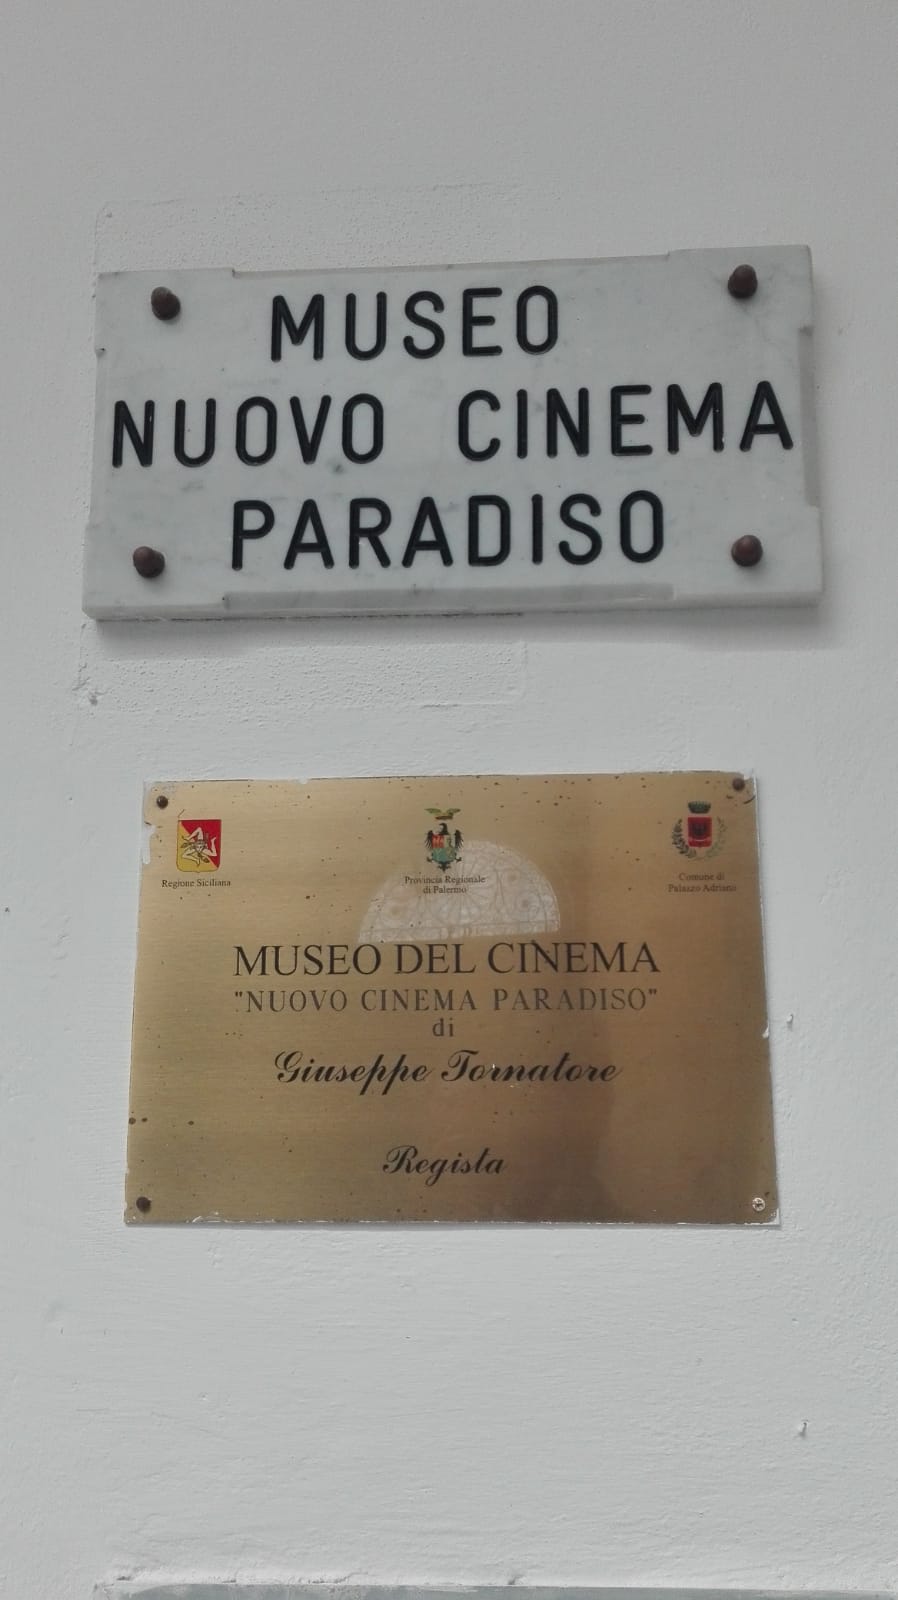 MUSEO
NUOVO CINEMA
PARADISO
Regione Siciliana
Provincia Regionale
di Palermo
Comune di
Palazzo Adriano
MUSEO DEL CINEMA
"NUOVO CINEMA PARADISO"
di
Giuseppe Tornatore
Regista